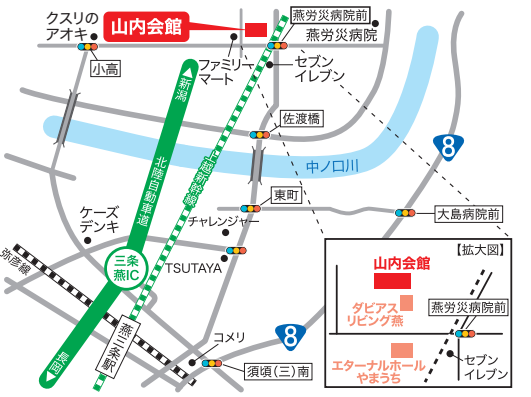 クスリの
アオキ
山内会館
燕労災病院前
燕労災病院
小高
ファミリー
マート
セブン
イレブン
新潟
佐渡橋
8
上越新幹線
中ノ口川
北陸自動車道
東町
大島病院前
ケーズ
デンキ
チャレンジャー
弥彦線
三条
燕IC
TSUTAYA
燕三条駅
コメリ
8
長岡
須頃(三)南
【拡大図】
山内会館
ダビアス
リビング燕
燕労災病院前
エターナルホール
やまうち
セブン
イレブン